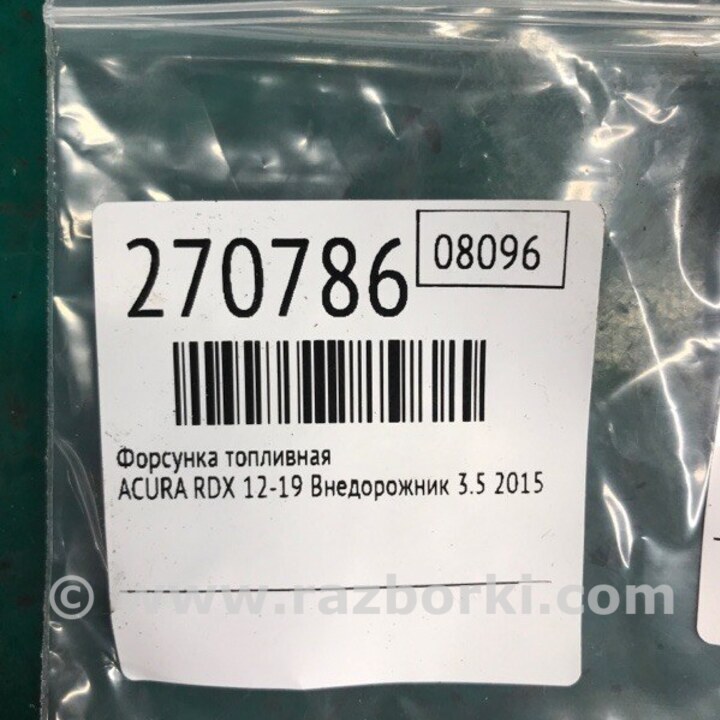 270786
08096
Форсунка топливная
ACURA RDX 12-19 Внедорожник 3.5 2015
© www.razborki.com